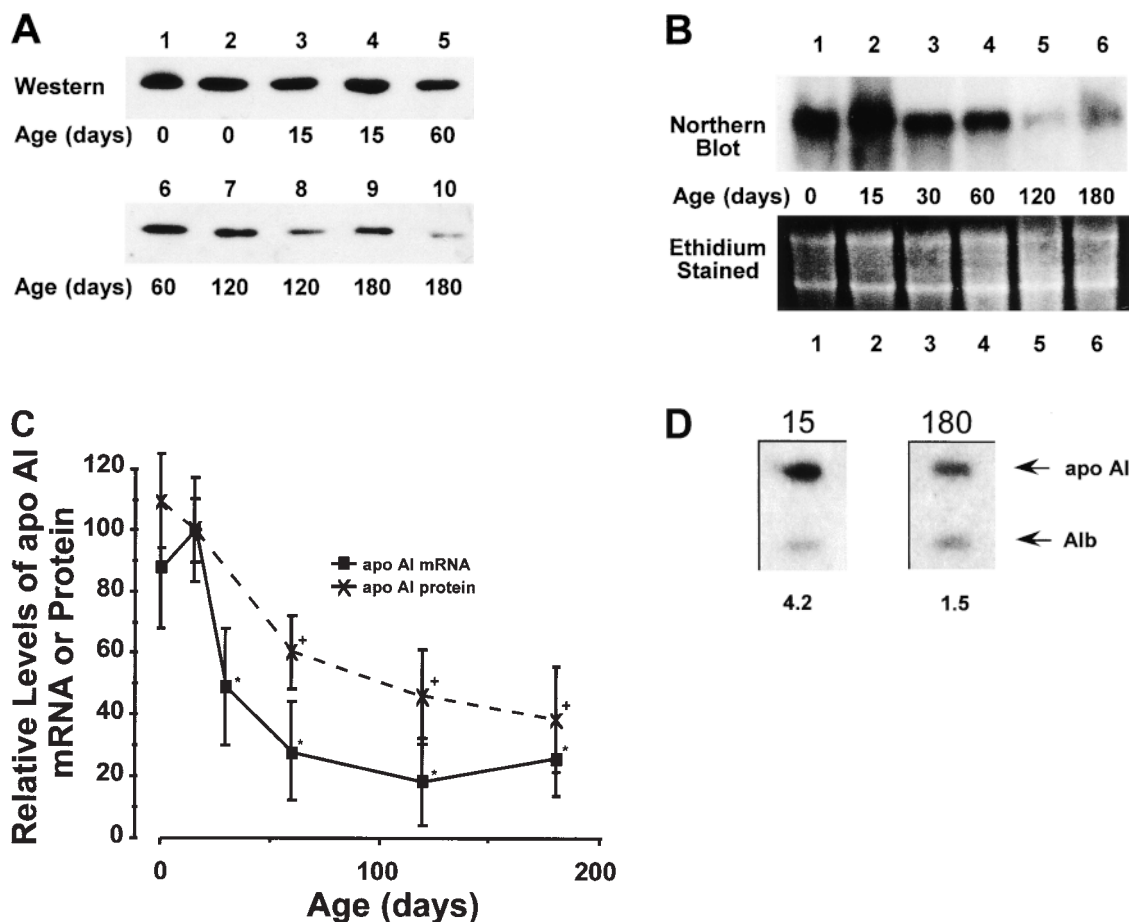 A
1 2 3 4 5
Western
Age (days) 0 0 15 15 60
6 7 8 9 10
Age (days) 60 120 120 180 180
B
1 2 3 4 5 6
Northern
Blot
Age (days) 0 15 30 60 120 180
Ethidium
Stained
1 2 3 4 5 6
C
Relative Levels of apo AI
mRNA or Protein
120
100
80
60
40
20
0
apo AI mRNA
apo AI protein
+
+
+
*
*
*
*
0 100 200
Age (days)
D
15 180
apo AI
Alb
4.2 1.5